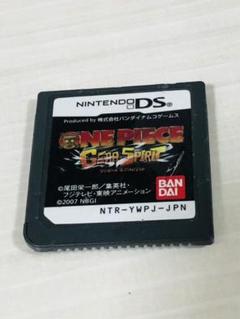 NINTENDO DS
Produced by 株式会社バンダイナムコゲームス
ONE PIECE
GEAR SPIRIT
©尾田栄一郎／集英社・
フジテレビ・東映アニメーション
©2007 NBGI
BAN
DAI
NTR-YWPJ-JPN